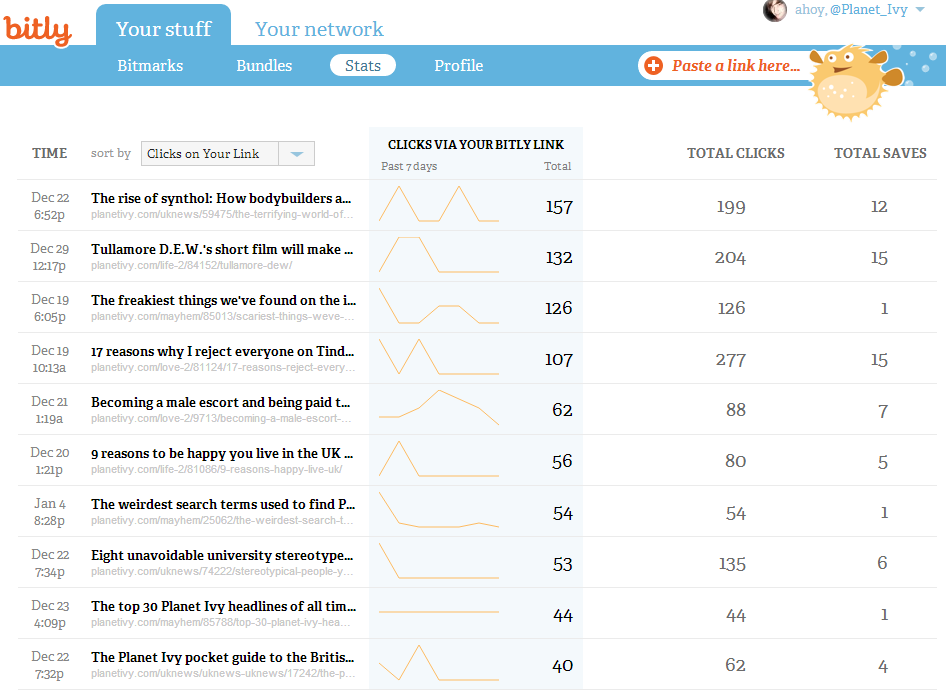 bitly
Your stuff
Your network
ahoy, @Planet_Ivy
Bitmarks
Bundles
Stats
Profile
Paste a link here...
TIME
sort by
Clicks on Your Link
CLICKS VIA YOUR BITLY LINK
Past 7 days
Total
TOTAL CLICKS
TOTAL SAVES
Dec 22
6:52p
The rise of synthol: How bodybuilders a...
planetivy.com/uknews/59475/the-terrifying-world-of...
157
199
12
Dec 29
12:17p
Tullamore D.E.W.'s short film will make ...
planetivy.com/life-2/84152/tullamore-dew/
132
204
15
Dec 19
6:05p
The freakiest things we've found on the i...
planetivy.com/mayhem/85013/scariest-things-weve-...
126
126
1
Dec 19
10:13a
17 reasons why I reject everyone on Tind...
planetivy.com/love-2/81124/17-reasons-reject-every...
107
277
15
Dec 21
1:19a
Becoming a male escort and being paid t...
planetivy.com/love-2/9713/becoming-a-male-escort-...
62
88
7
Dec 20
1:21p
9 reasons to be happy you live in the UK ...
planetivy.com/life-2/81086/9-reasons-happy-live-uk/
56
80
5
Jan 4
8:28p
The weirdest search terms used to find P...
planetivy.com/mayhem/25062/the-weirdest-search-t...
54
54
1
Dec 22
7:34p
Eight unavoidable university stereotype...
planetivy.com/uknews/74222/stereotypical-people-y...
53
135
6
Dec 23
4:09p
The top 30 Planet Ivy headlines of all tim...
planetivy.com/mayhem/85788/top-30-planet-ivy-hea...
44
44
1
Dec 22
7:32p
The Planet Ivy pocket guide to the Britis...
planetivy.com/uknews/uknews-uknews/17242/the-p...
40
62
4